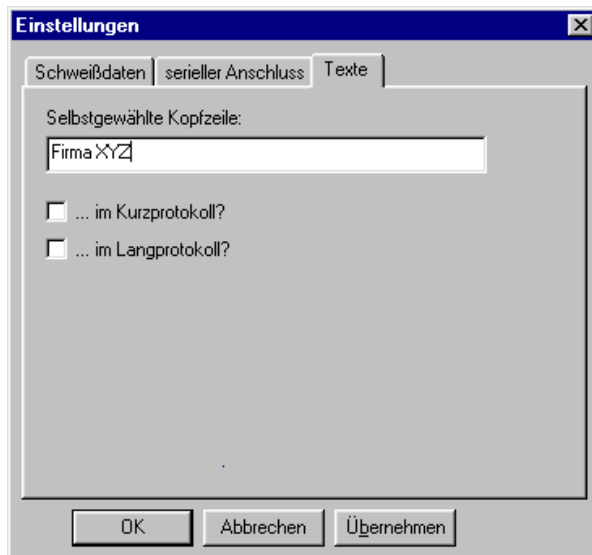 Einstellungen
Schweißdaten serieller Anschluss Texte
Selbstgewählte Kopfzeile:
Firma XYZ
... im Kurzprotokoll?
... im Langprotokoll?
OK Abbrechen Übernehmen